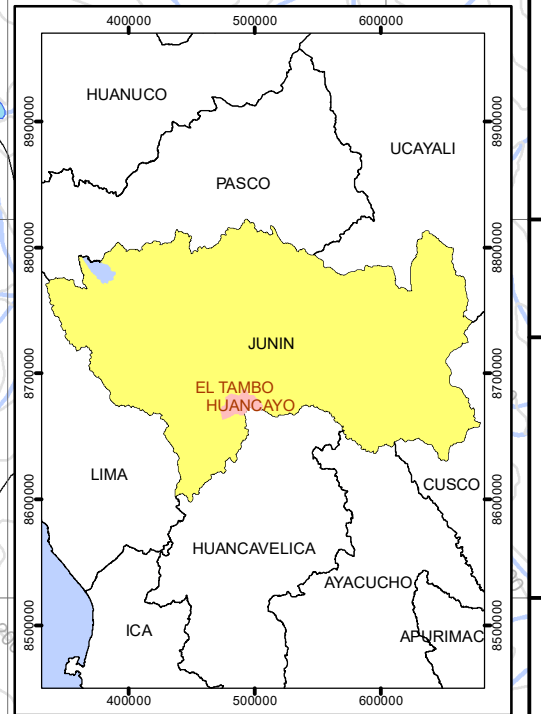 400000 500000 600000
HUANUCO
8900000 8900000
UCAYALI
PASCO
8800000 8800000
JUNIN
8700000 8700000
EL TAMBO
HUANCAYO
LIMA
CUSCO
8600000 8600000
HUANCAVELICA
AYACUCHO
ICA
8500000 8500000
APURIMAC
400000 500000 600000